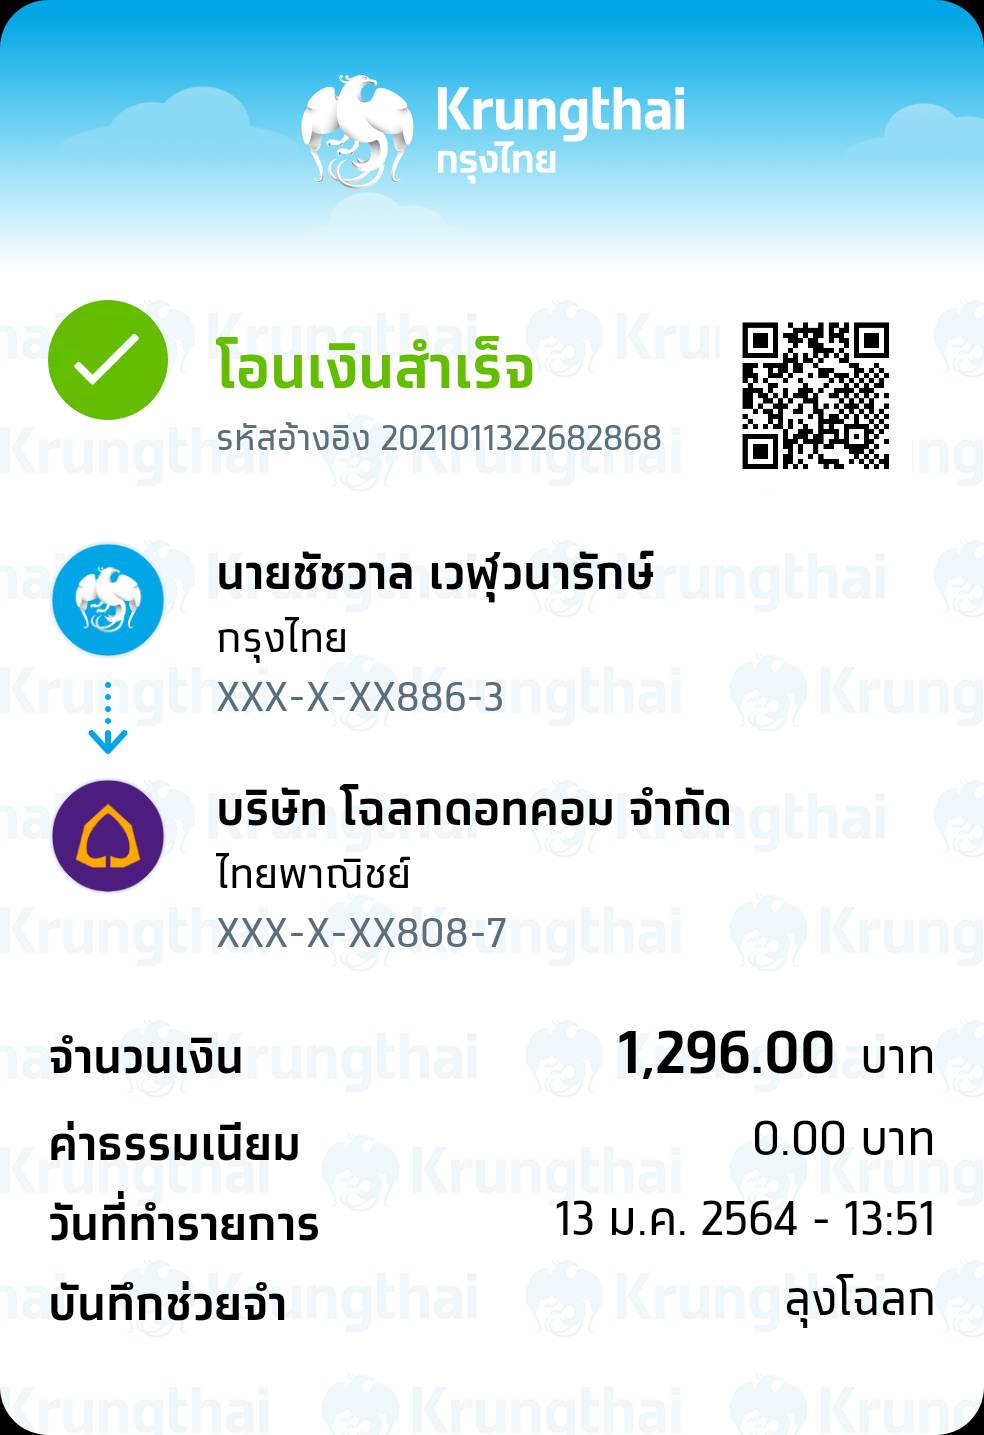 Krungthai
กรุงไทย
โอนเงินสำเร็จ
รหัสอ้างอิง 2021011322682868
นายชัชวาล เวฬุวนารักษ์
กรุงไทย
XXX-X-XX886-3
บริษัท โฉลกดอทคอม จำกัด
ไทยพาณิชย์
XXX-X-XX808-7
จำนวนเงิน 1,296.00 บาท
ค่าธรรมเนียม 0.00 บาท
วันที่ทำรายการ 13 ม.ค. 2564 - 13:51
บันทึกช่วยจำ ลุงโฉลก